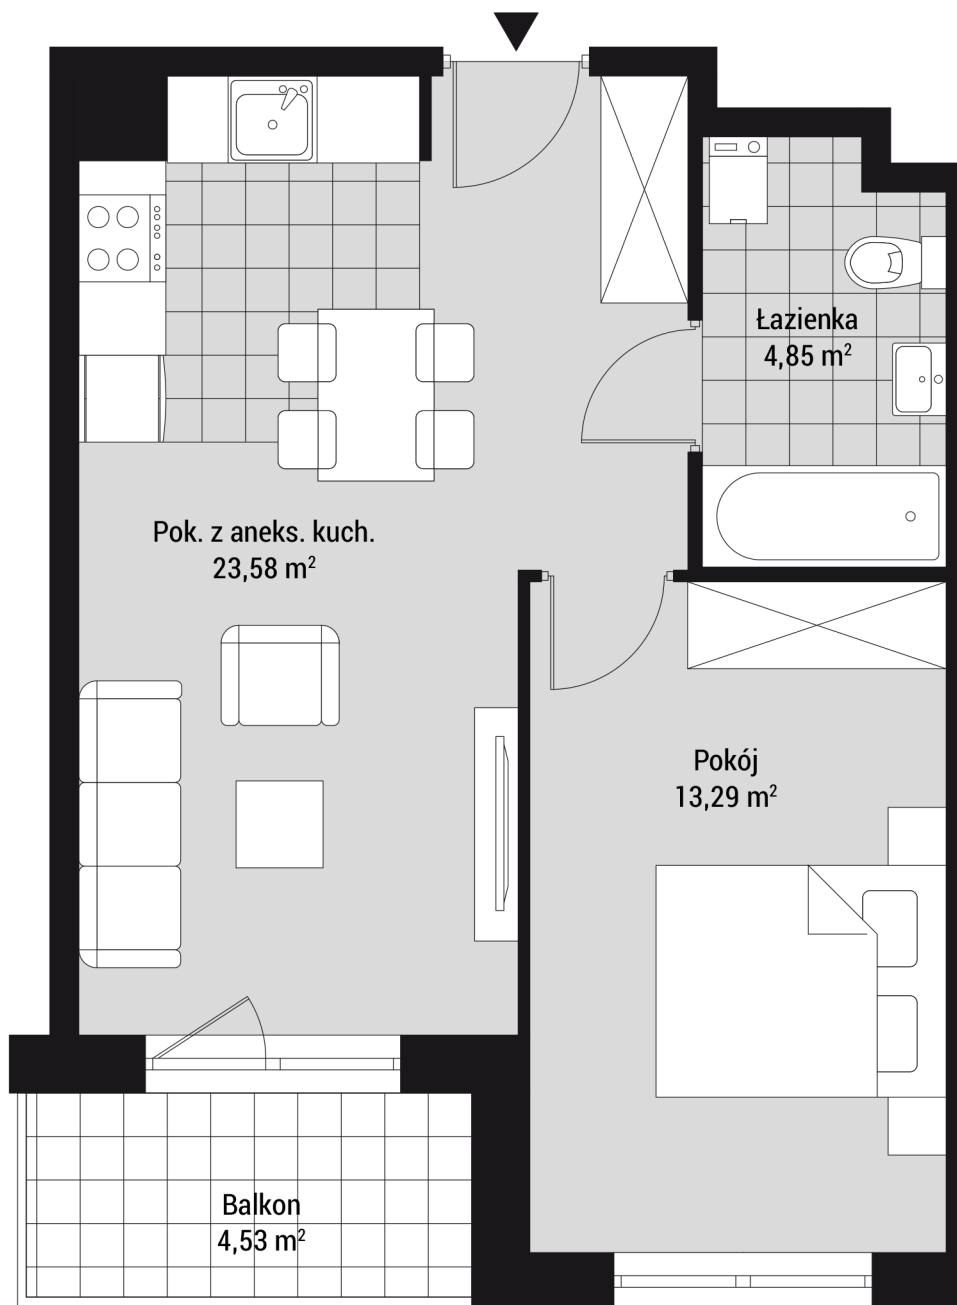 Łazienka
4,85 m²
Pok. z aneks. kuch.
23,58 m²
Pokój
13,29 m²
Balkon
4,53 m²